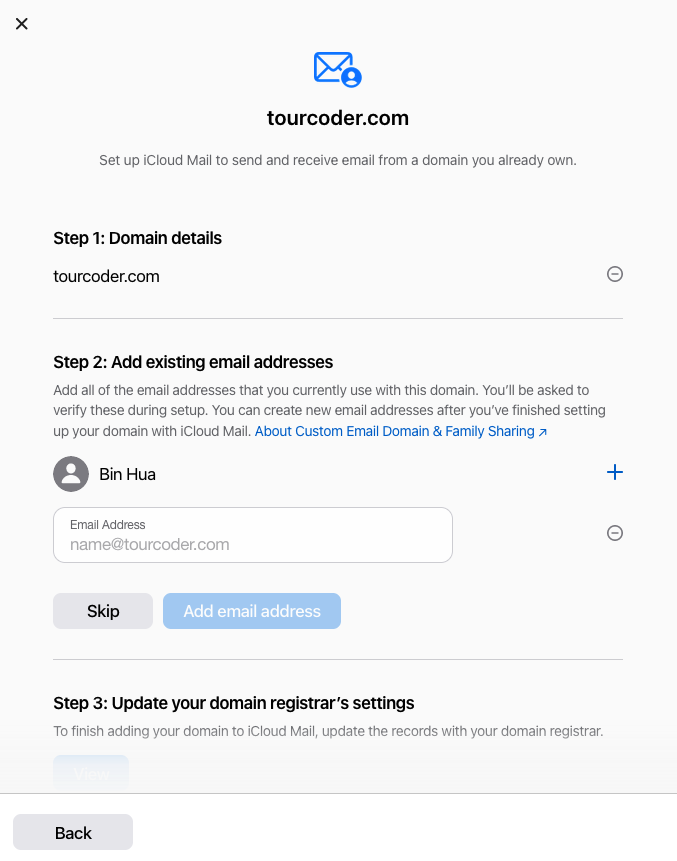 tourcoder.com
Set up iCloud Mail to send and receive email from a domain you already own.
Step 1: Domain details
tourcoder.com
Step 2: Add existing email addresses
Add all of the email addresses that you currently use with this domain. You’ll be asked to
verify these during setup. You can create new email addresses after you’ve finished setting
up your domain with iCloud Mail. About Custom Email Domain & Family Sharing ↗
Bin Hua
Email Address
name@tourcoder.com
Skip
Add email address
Step 3: Update your domain registrar’s settings
To finish adding your domain to iCloud Mail, update the records with your domain registrar.
View
Back